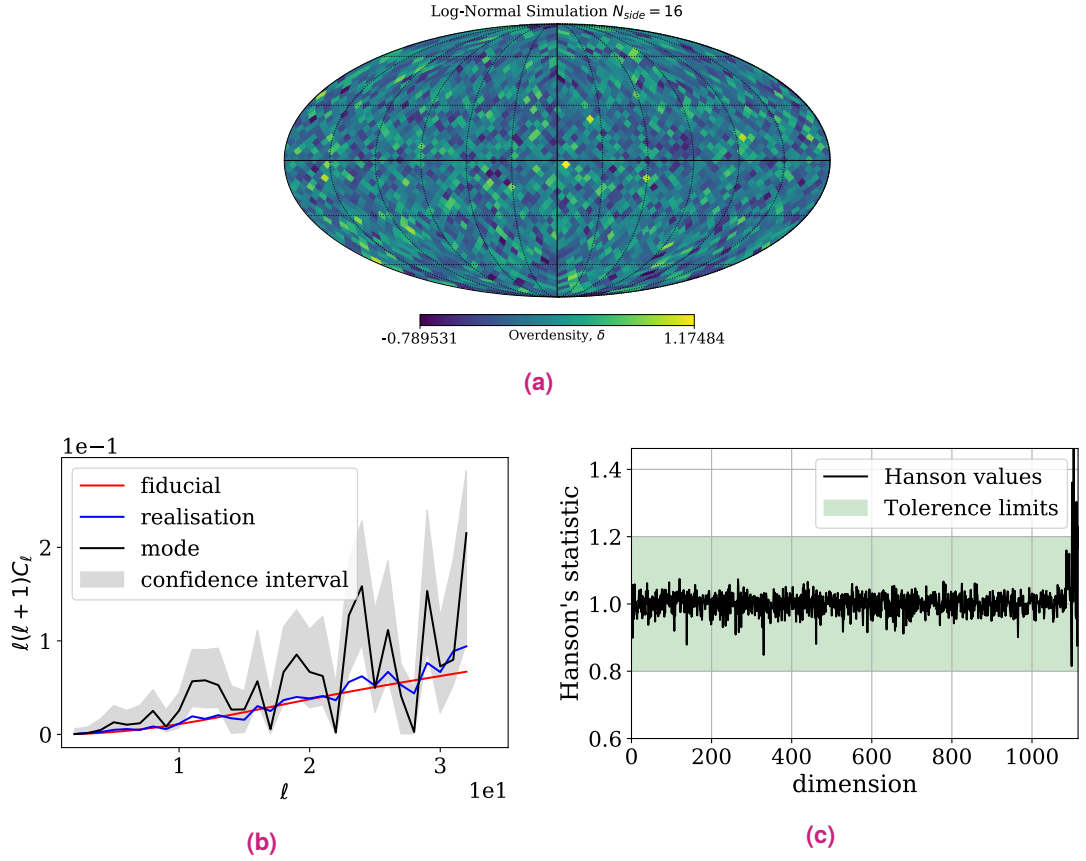 Log-Normal Simulation $N_{side} = 16$
-0.789531 Overdensity, δ 1.17484
(a)
1e−1
fiducial
realisation
mode
confidence interval
ℓ(ℓ + 1)C_ℓ
2
1
0
1 2 3
ℓ 1e1
(b)
Hanson values
Tolerence limits
Hanson's statistic
1.4
1.2
1.0
0.8
0.6
0 200 400 600 800 1000
dimension
(c)